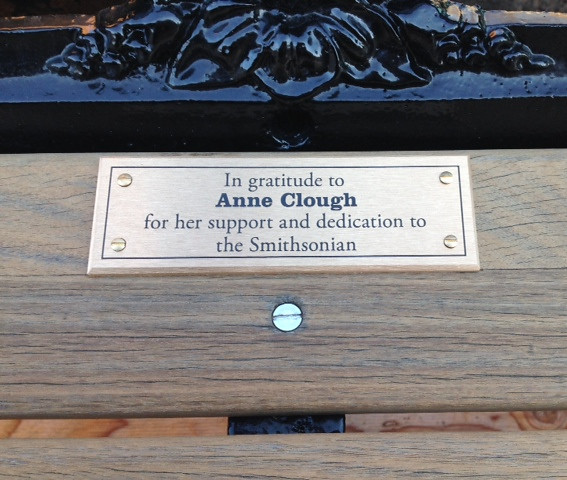 In gratitude to
Anne Clough
for her support and dedication to
the Smithsonian